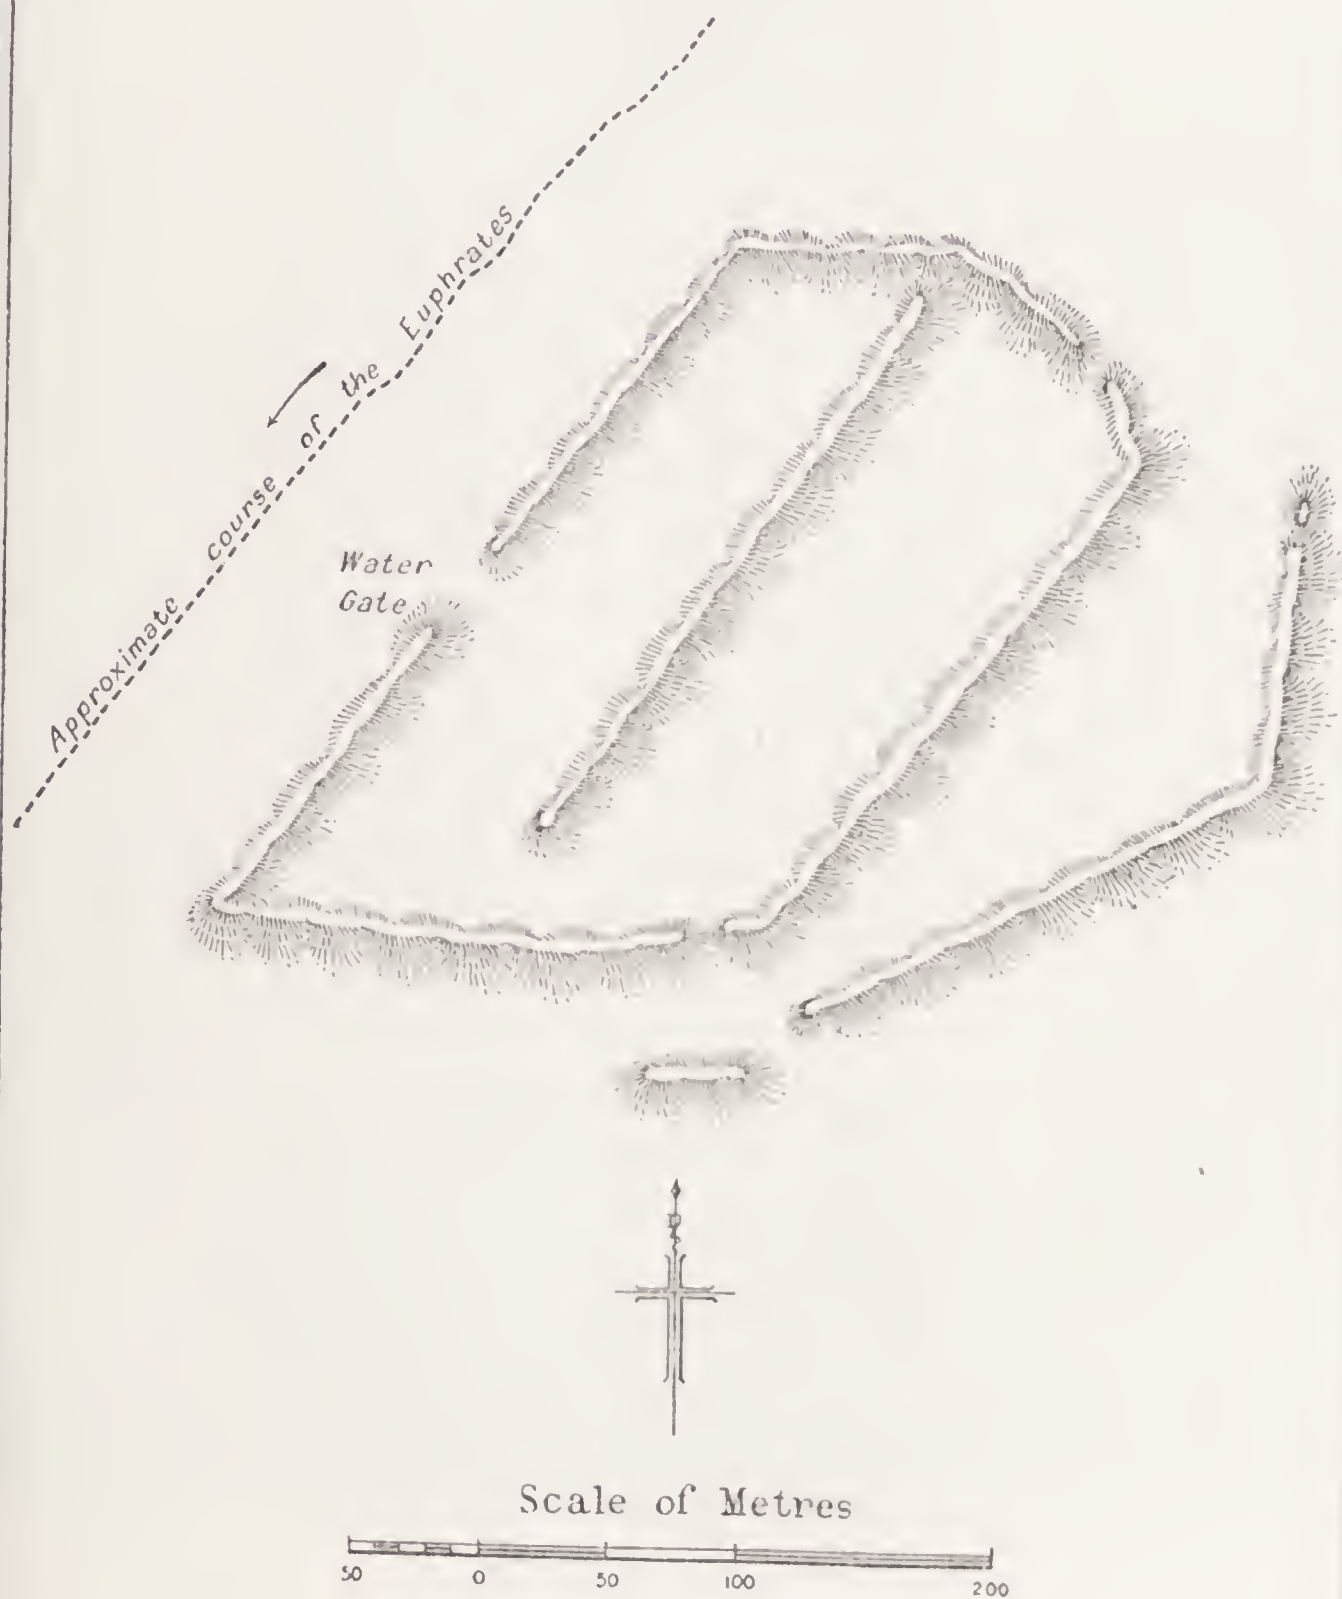 Approximate course of the Euphrates
Water
Gate
Scale of Metres
50 0 50 100 200